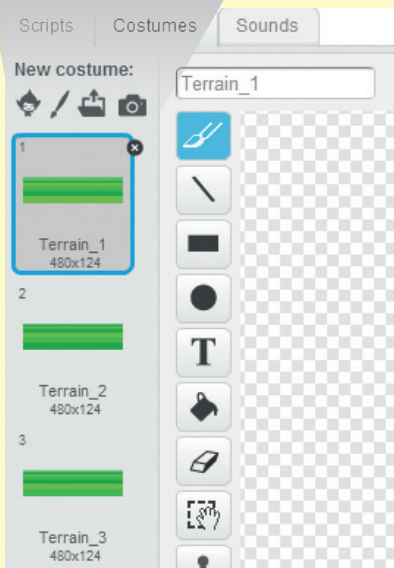 Scripts Costumes Sounds
New costume:
Terrain_1
1
Terrain_1
480x124
2
Terrain_2
480x124
3
Terrain_3
480x124
T